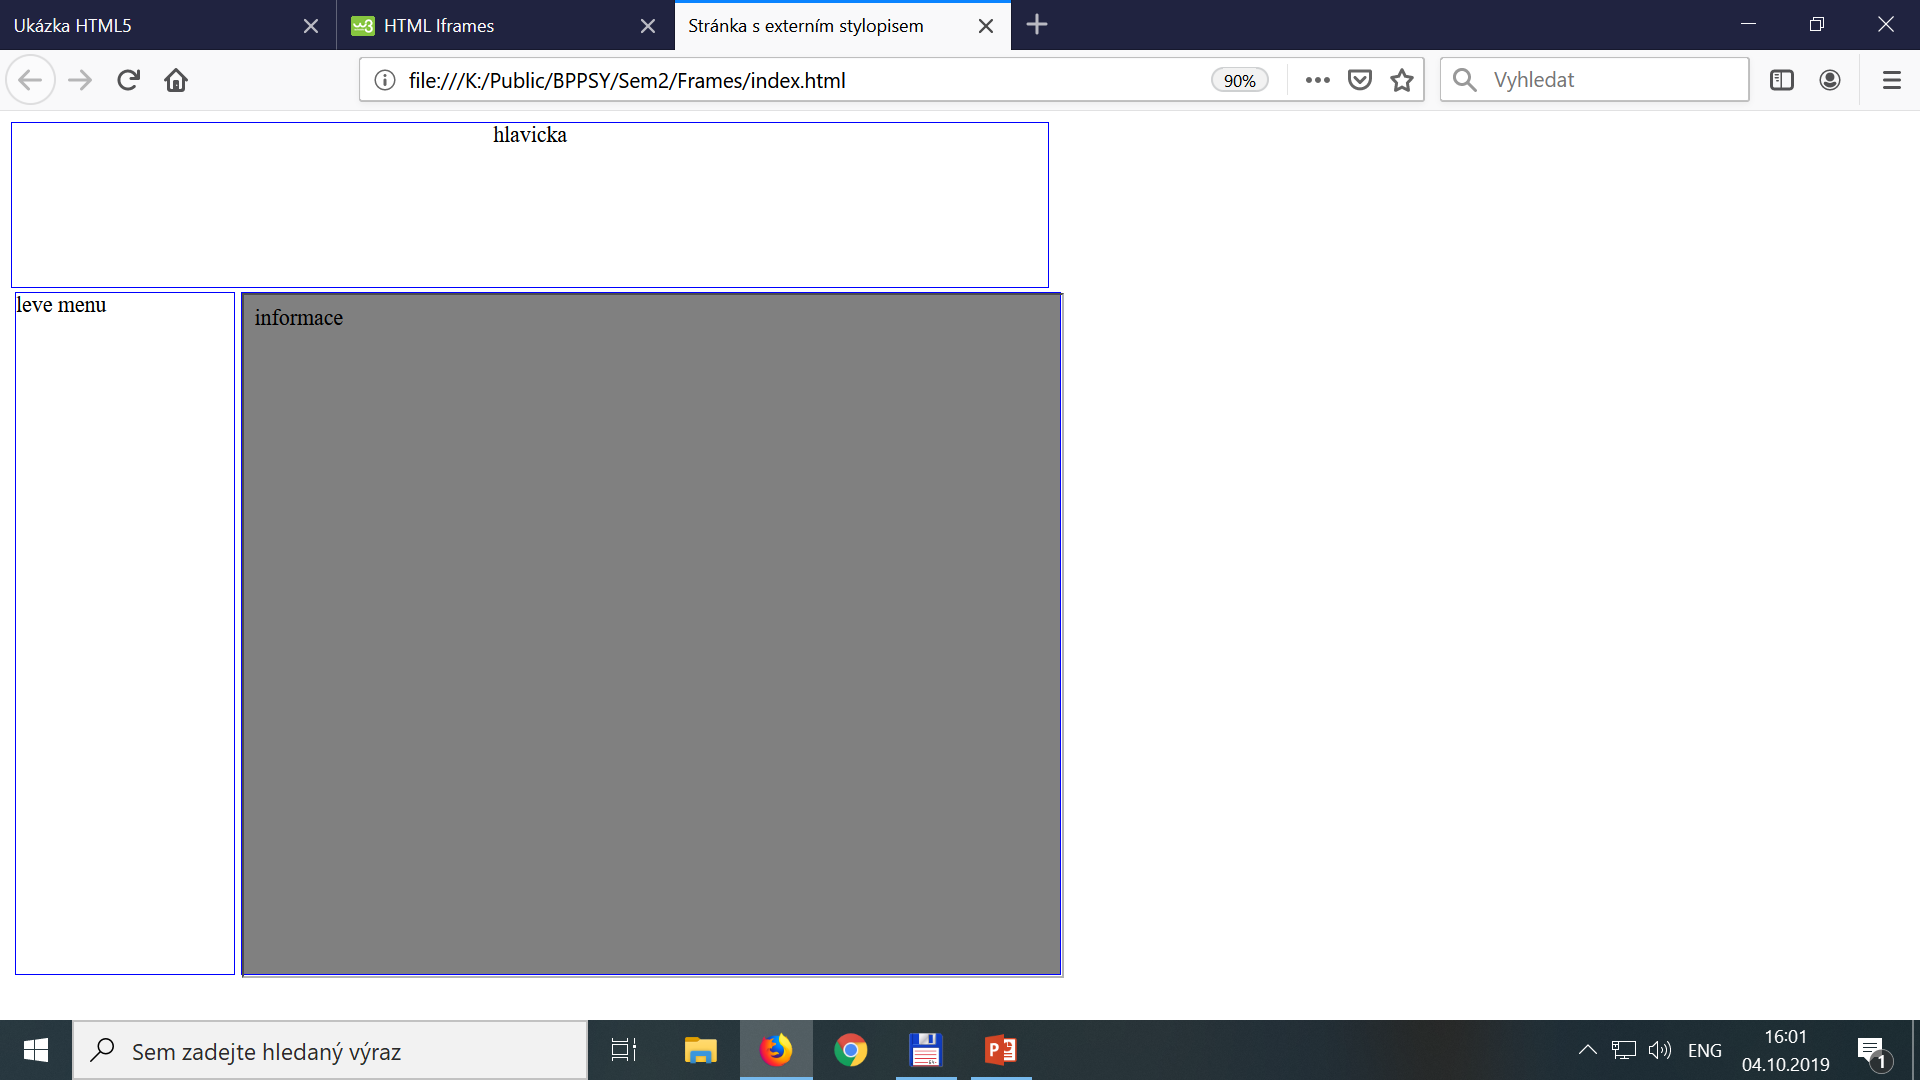 Ukázka HTML5
HTML Iframes
Stránka s externím stylopisem
file:///K:/Public/BPPSY/Sem2/Frames/index.html
90%
Vyhledat
hlavicka
leve menu
informace
Sem zadejte hledaný výraz
ENG
16:01
04.10.2019
1